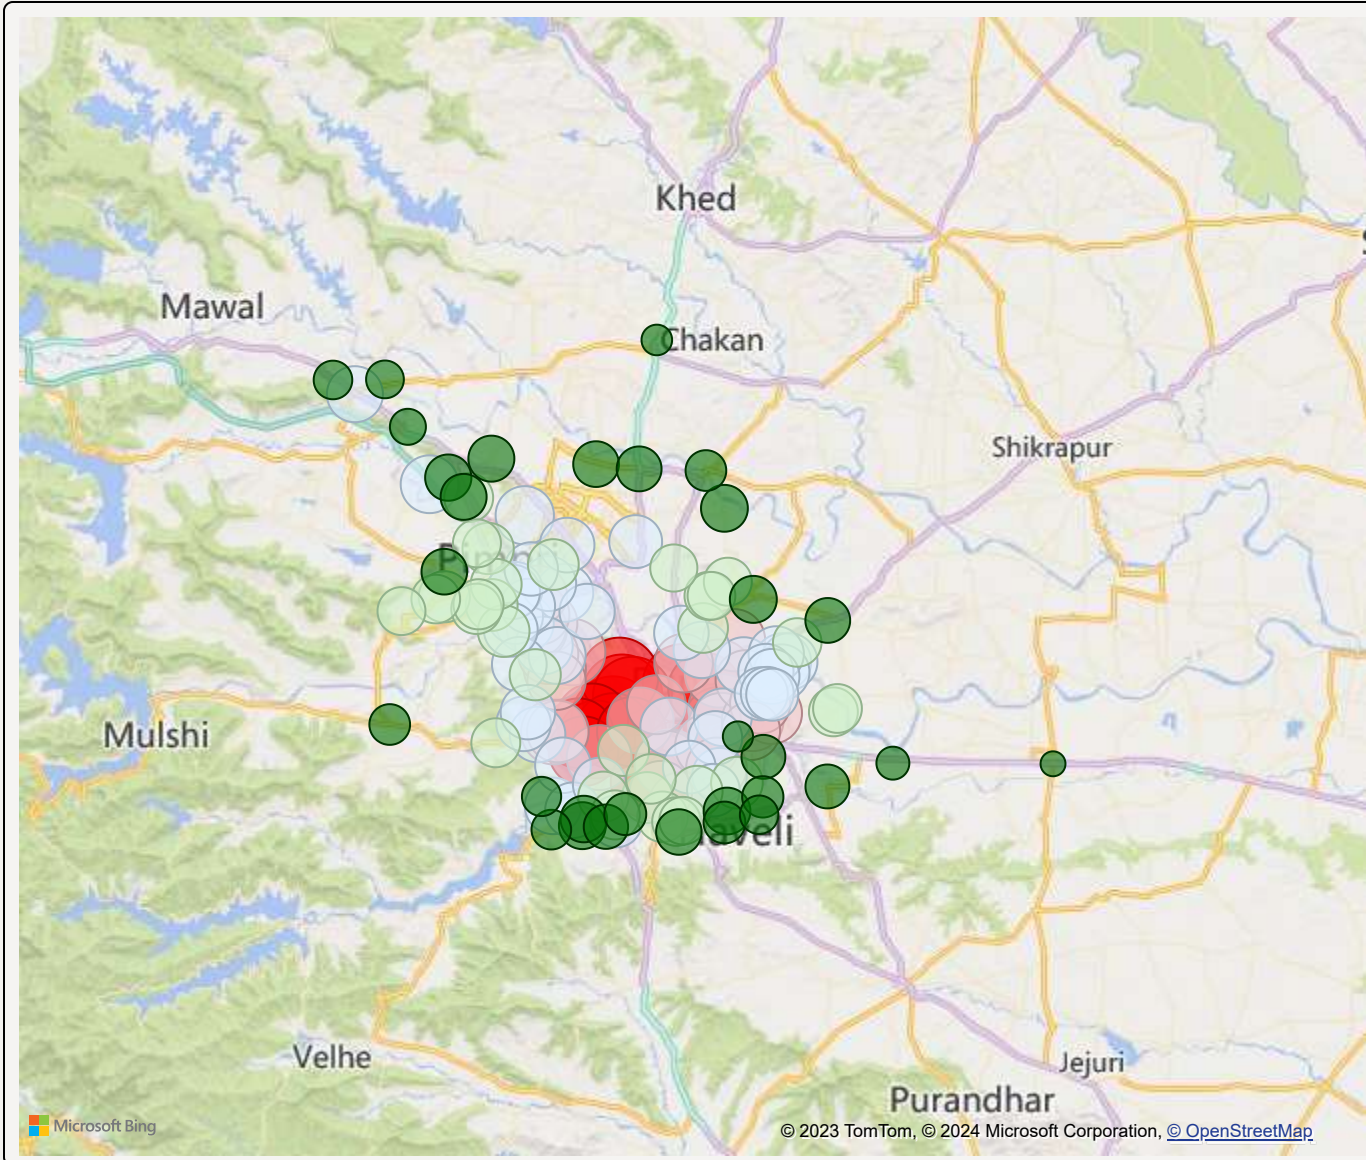 Khed
Mawal
Chakan
Shikrapur
Mulshi
Velhe
Jejuri
Purandhar
Microsoft Bing
© 2023 TomTom, © 2024 Microsoft Corporation, © OpenStreetMap